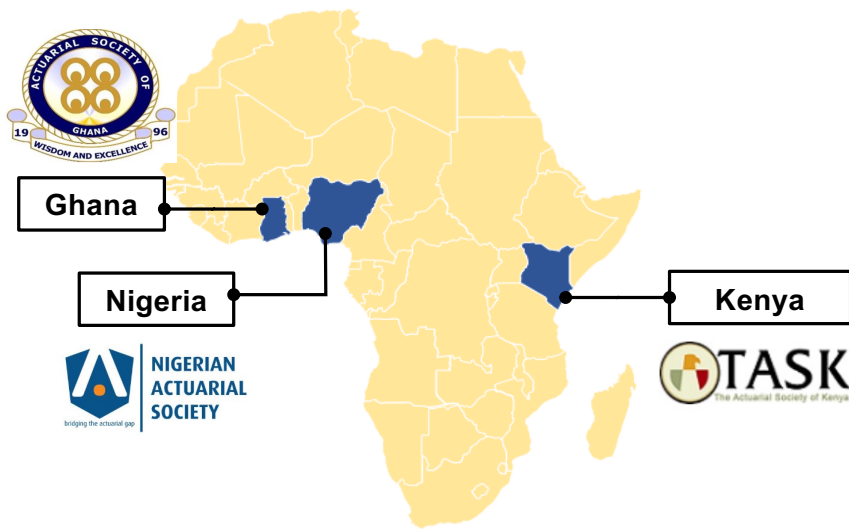 ACTUARIAL SOCIETY OF
GHANA
19 96
WISDOM AND EXCELLENCE
Ghana
Nigeria
Kenya
NIGERIAN
ACTUARIAL
SOCIETY
bridging the actuarial gap
TASK
The Actuarial Society of Kenya